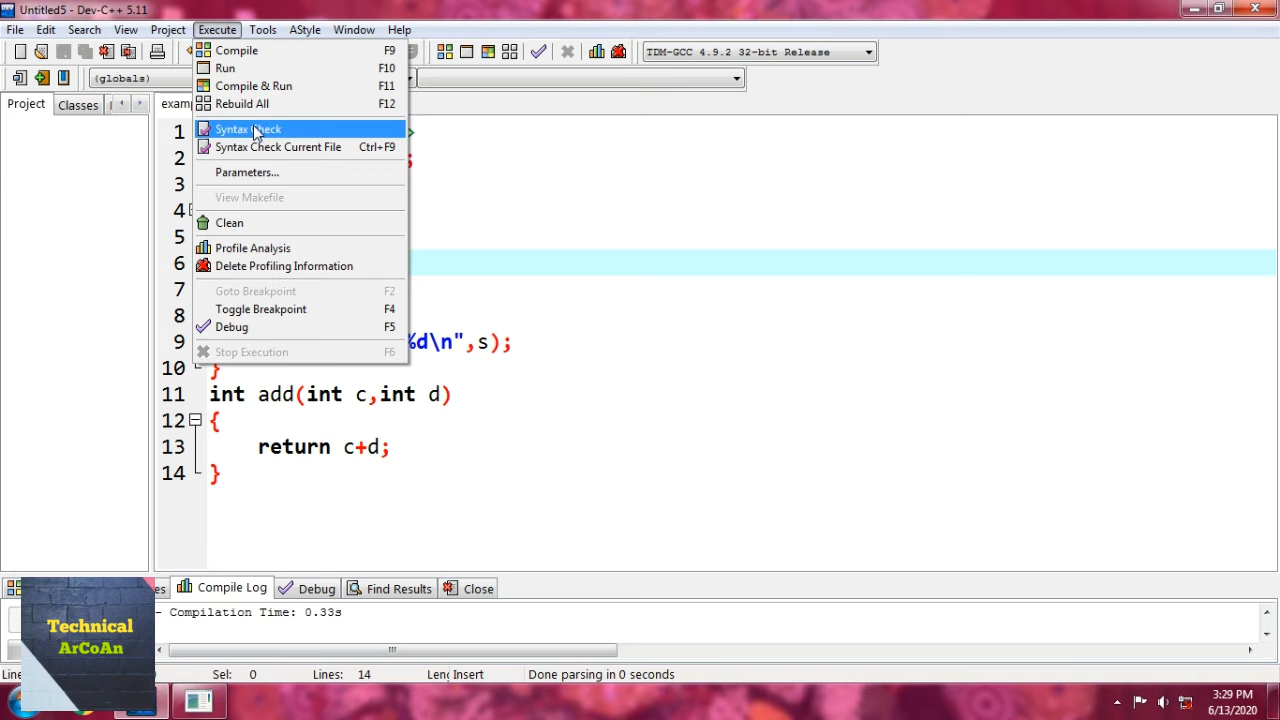 Untitled5 - Dev-C++ 5.11
File Edit Search View Project Execute Tools AStyle Window Help
TDM-GCC 4.9.2 32-bit Release
(globals)
Project Classes
examp
Compile F9
Run F10
Compile & Run F11
Rebuild All F12
Syntax Check
Syntax Check Current File Ctrl+F9
Parameters...
View Makefile
Clean
Profile Analysis
Delete Profiling Information
Goto Breakpoint F2
Toggle Breakpoint F4
Debug F5
Stop Execution F6
1 >
2 ;
3
4
5
6
7
8
9 %d\n",s);
10 }
11 int add(int c,int d)
12 {
13 return c+d;
14 }
es Compile Log Debug Find Results Close
- Compilation Time: 0.33s
Technical
ArCoAn
Line Sel: 0 Lines: 14 Leng Insert Done parsing in 0 seconds
3:29 PM
6/13/2020